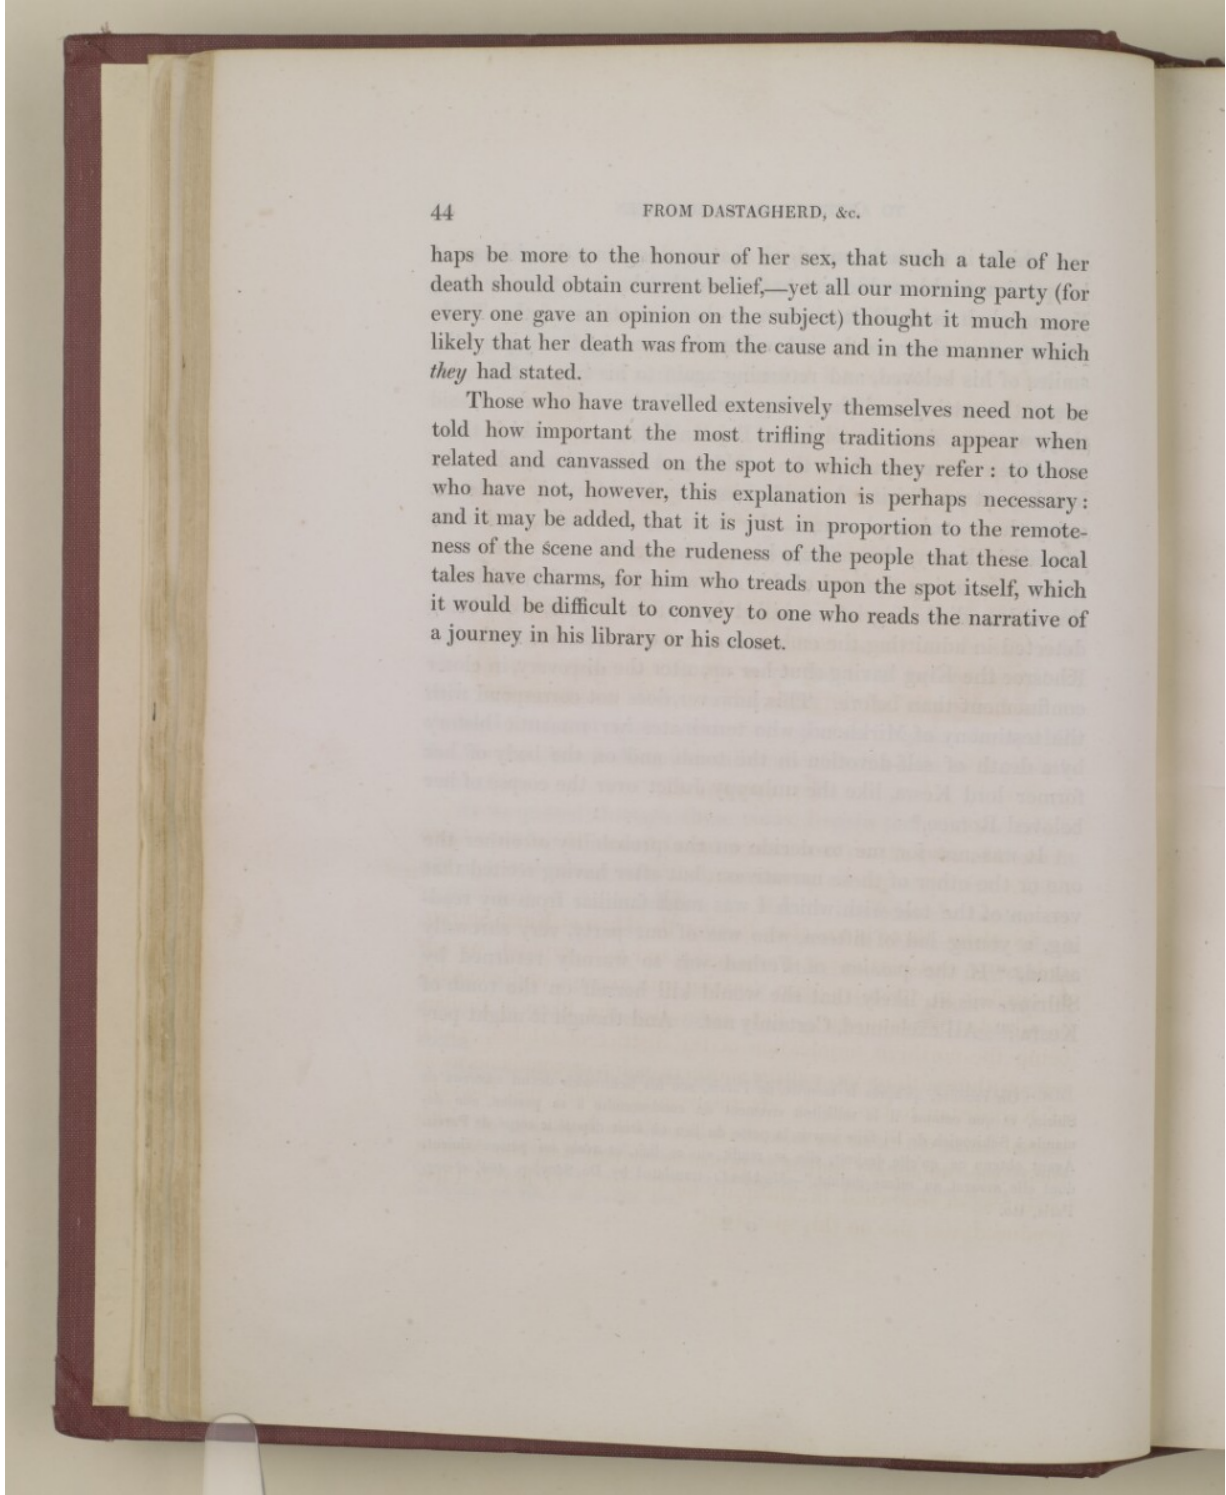 44 FROM DASTAGHERD, &c.
haps be more to the honour of her sex, that such a tale of her
death should obtain current belief,—yet all our morning party (for
every one gave an opinion on the subject) thought it much more
likely that her death was from the cause and in the manner which
they had stated.
Those who have travelled extensively themselves need not be
told how important the most trifling traditions appear when
related and canvassed on the spot to which they refer: to those
who have not, however, this explanation is perhaps necessary:
and it may be added, that it is just in proportion to the remote-
ness of the scene and the rudeness of the people that these local
tales have charms, for him who treads upon the spot itself, which
it would be difficult to convey to one who reads the narrative of
a journey in his library or his closet.